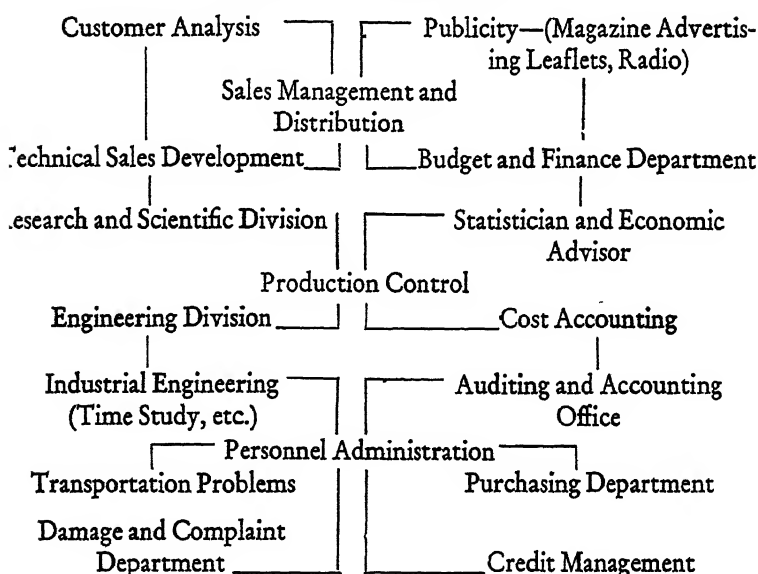 Customer Analysis
Publicity—(Magazine Advertis-
ing Leaflets, Radio)
Sales Management and
Distribution
Technical Sales Development
Budget and Finance Department
Research and Scientific Division
Statistician and Economic
Advisor
Production Control
Engineering Division
Cost Accounting
Industrial Engineering
(Time Study, etc.)
Auditing and Accounting
Office
Personnel Administration
Transportation Problems
Purchasing Department
Damage and Complaint
Department
Credit Management